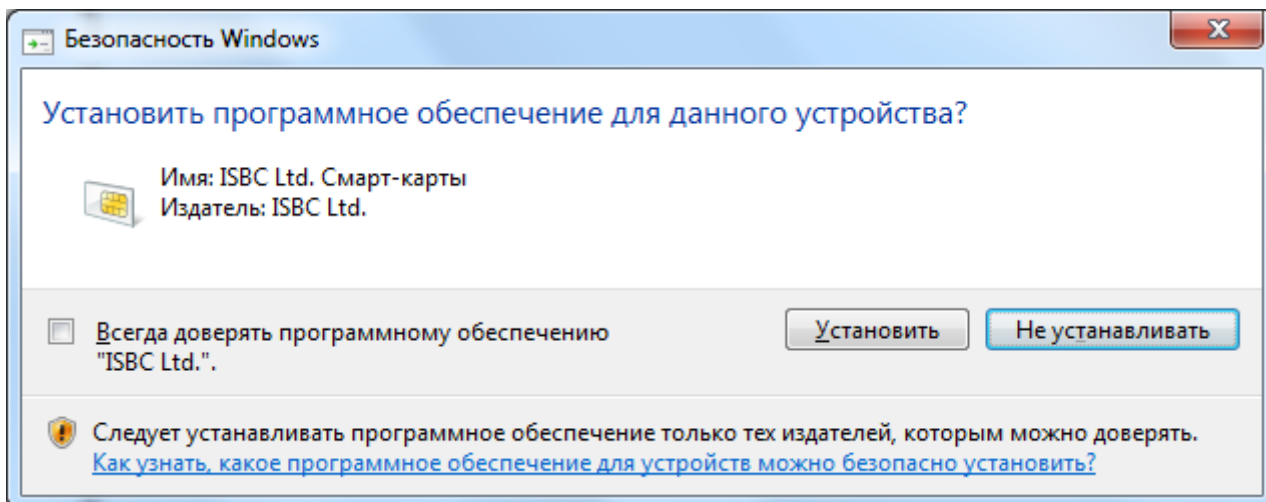 Безопасность Windows
Установить программное обеспечение для данного устройства?
Имя: ISBC Ltd. Смарт-карты
Издатель: ISBC Ltd.
Всегда доверять программному обеспечению
"ISBC Ltd.".
Установить
Не устанавливать
Следует устанавливать программное обеспечение только тех издателей, которым можно доверять.
Как узнать, какое программное обеспечение для устройств можно безопасно установить?